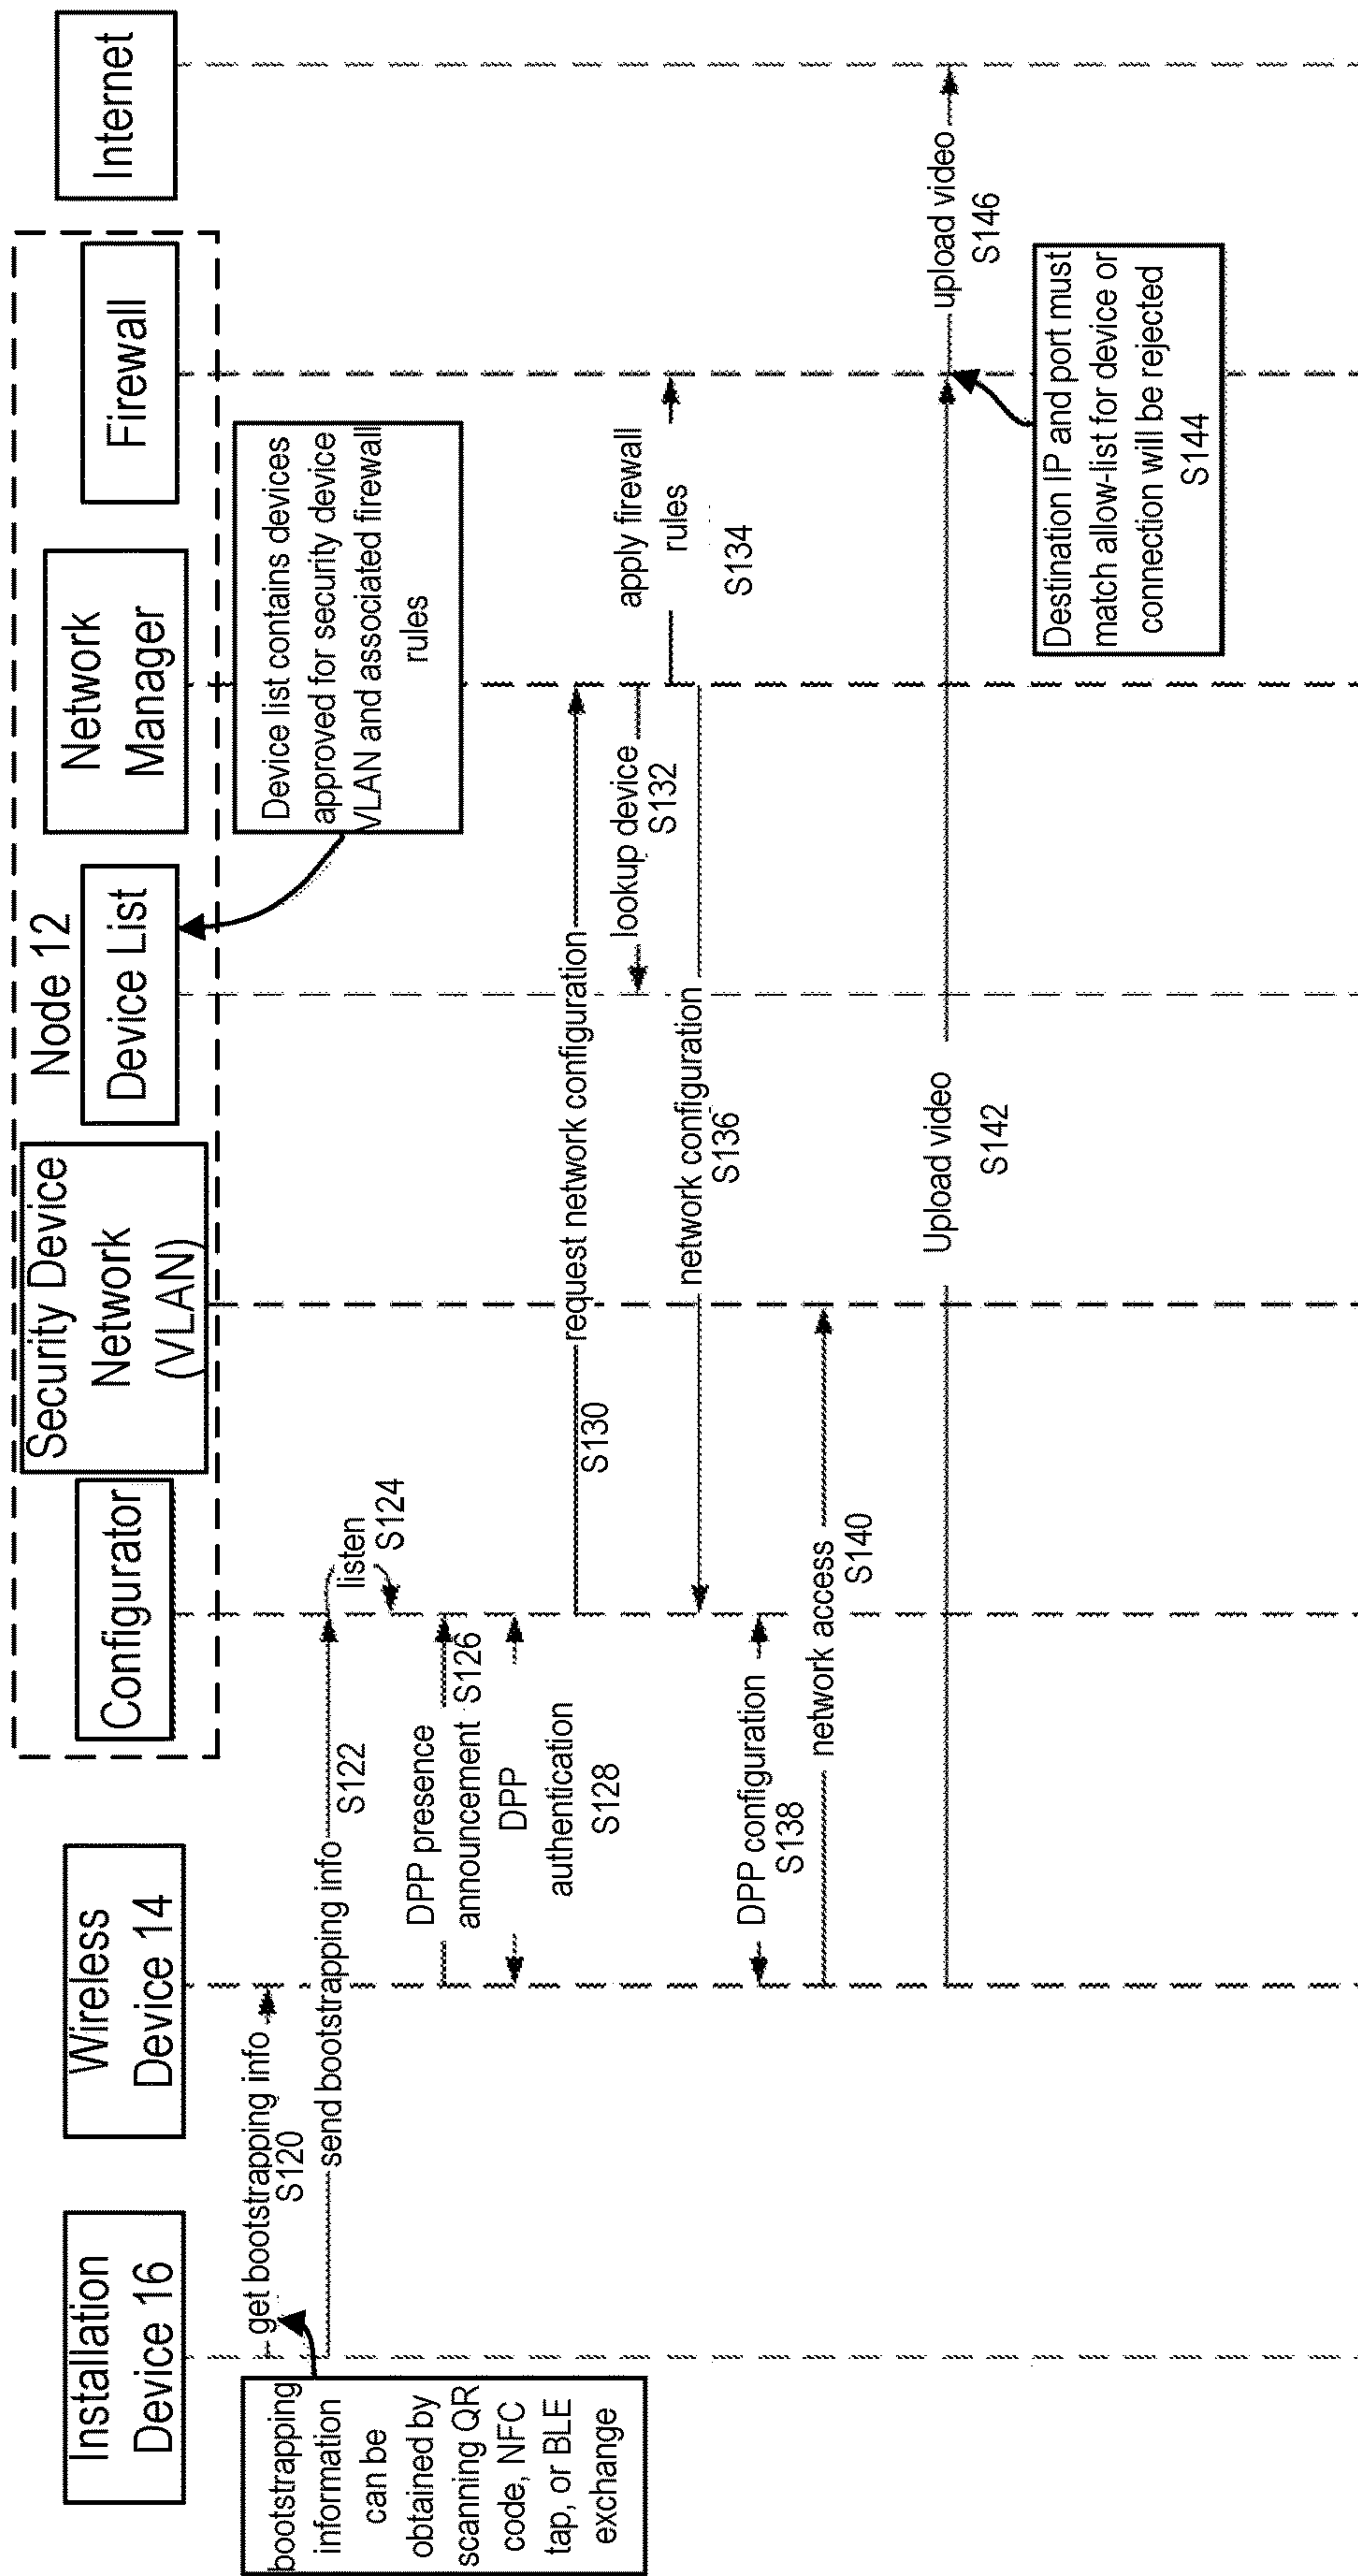 Installation
Device 16
Wireless
Device 14
Configurator
Security Device
Network
(VLAN)
Node 12
Device List
Network
Manager
Firewall
Internet
bootstrapping
information
can be
obtained by
scanning QR
code, NFC
tap, or BLE
exchange
get bootstrapping info
S120
Device list contains devices
approved for security device
VLAN and associated firewall
rules
send bootstrapping info
S122
listen
S124
DPP presence
announcement S126
DPP
authentication
S128
request network configuration
S130
lookup device
S132
apply firewall
rules
S134
network configuration
S136
DPP configuration
S138
network access
S140
Upload video
S142
upload video
S146
Destination IP and port must
match allow-list for device or
connection will be rejected
S144